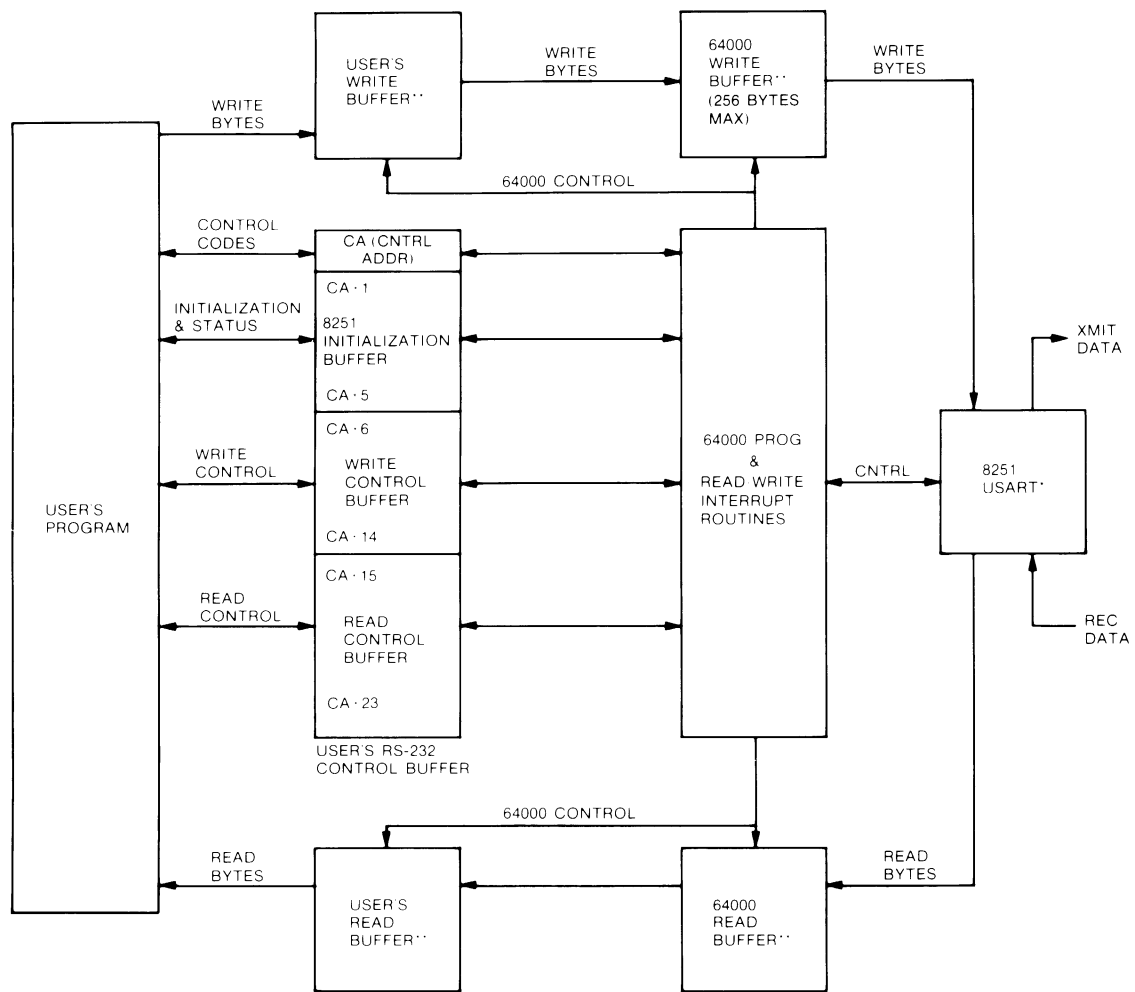 USER'S
WRITE
BUFFER**
WRITE
BYTES
64000
WRITE
BUFFER**
(256 BYTES
MAX)
WRITE
BYTES
WRITE
BYTES
64000 CONTROL
CONTROL
CODES
CA (CNTRL
ADDR)
INITIALIZATION
& STATUS
CA · 1
8251
INITIALIZATION
BUFFER
CA · 5
WRITE
CONTROL
CA · 6
WRITE
CONTROL
BUFFER
CA · 14
READ
CONTROL
CA · 15
READ
CONTROL
BUFFER
CA · 23
USER'S RS-232
CONTROL BUFFER
USER'S
PROGRAM
64000 PROG
&
READ WRITE
INTERRUPT
ROUTINES
CNTRL
8251
USART*
XMIT
DATA
REC
DATA
64000 CONTROL
READ
BYTES
USER'S
READ
BUFFER**
64000
READ
BUFFER**
READ
BYTES